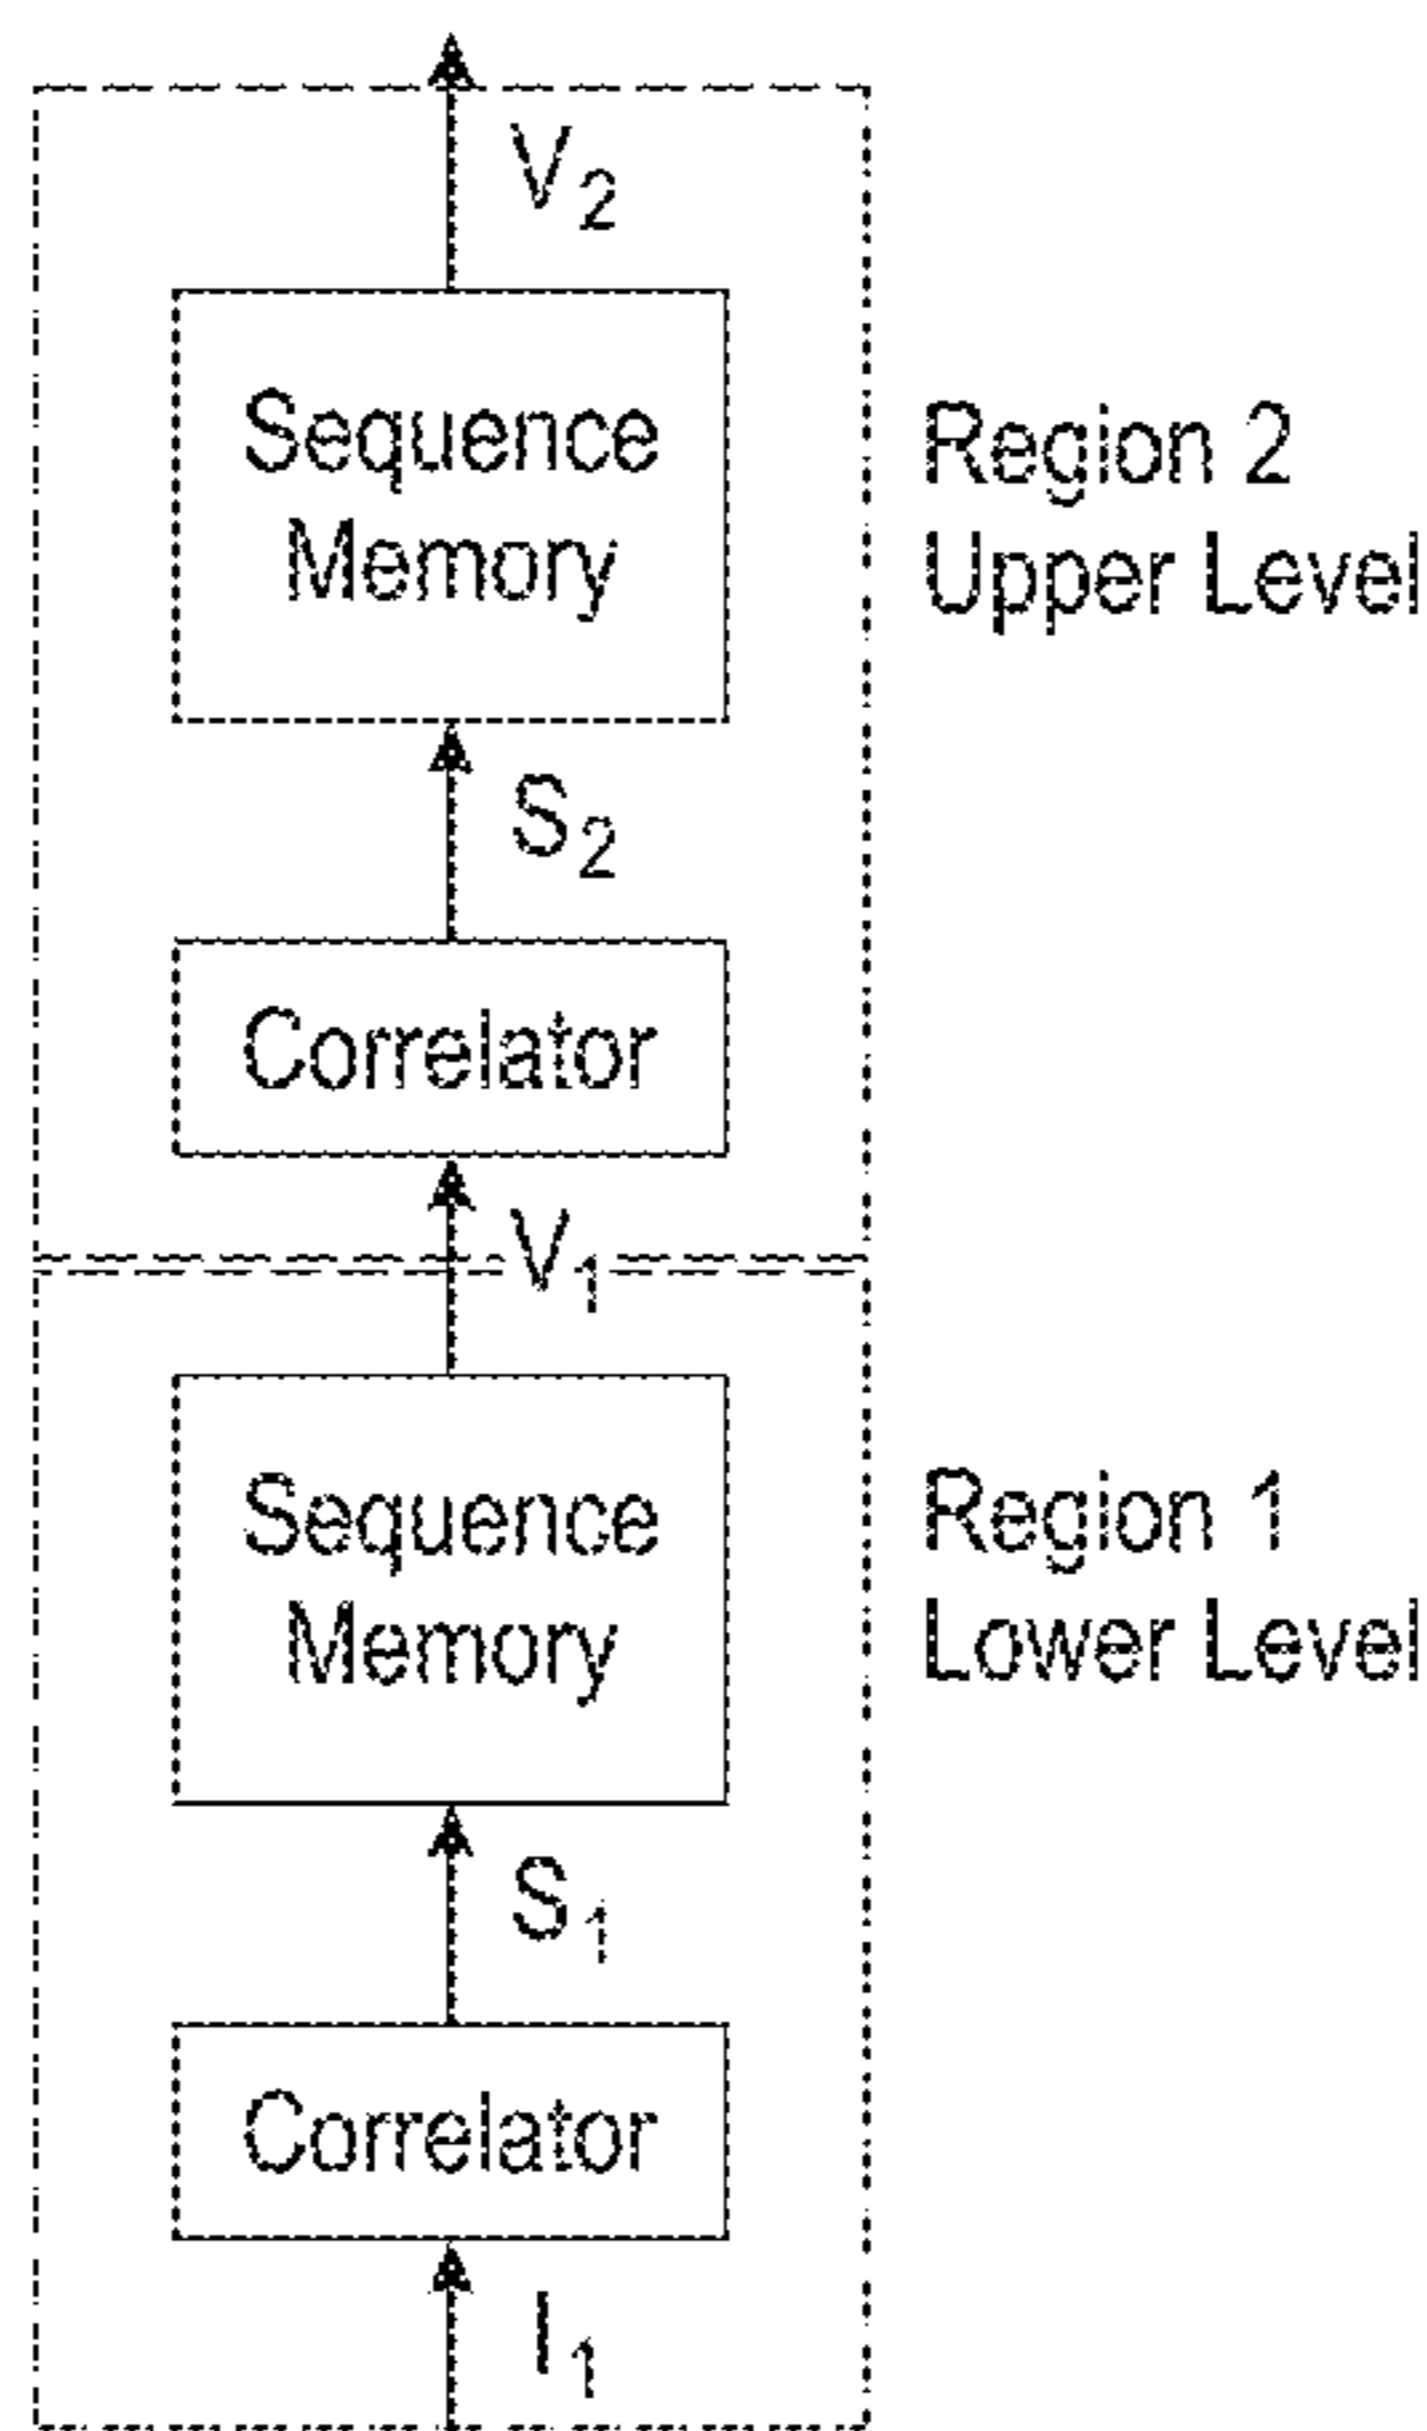 V2
Sequence
Memory
Region 2
Upper Level
S2
Correlator
V1
Sequence
Memory
Region 1
Lower Level
S1
Correlator
I1